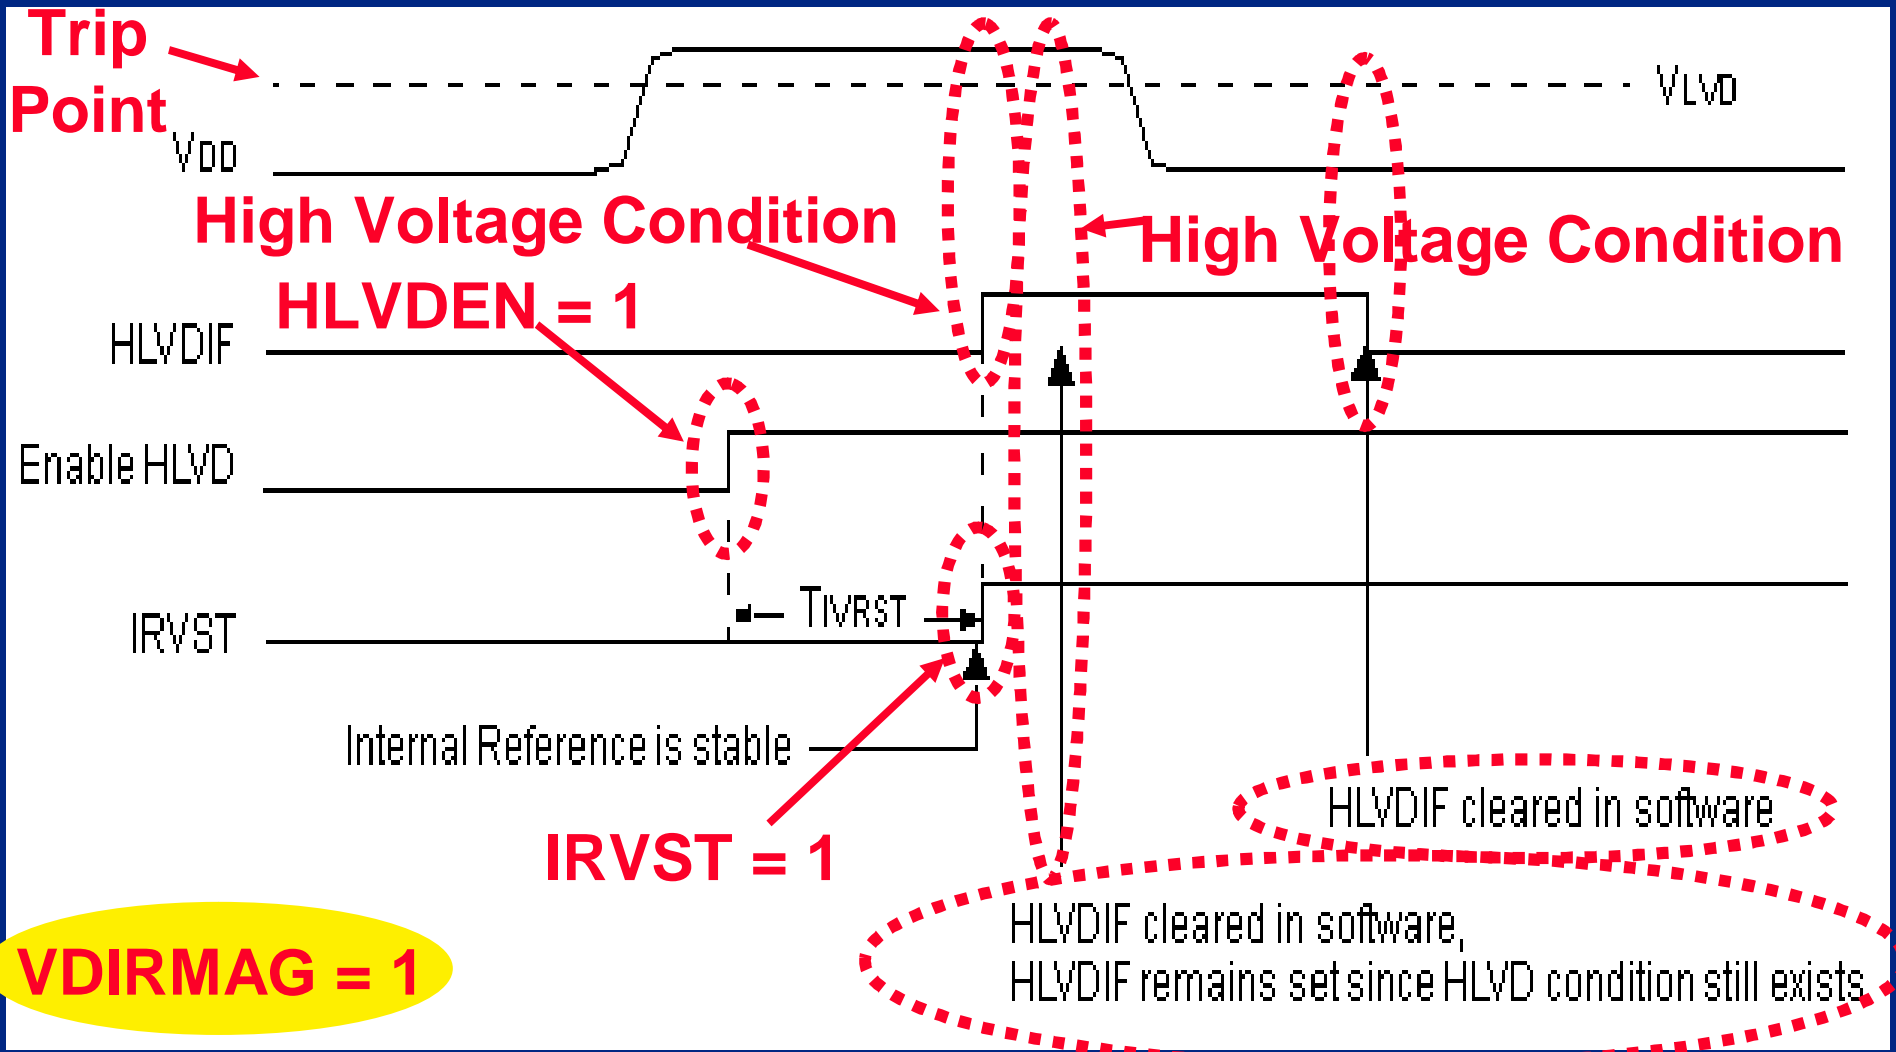 Trip
Point
VLVD
VDD
High Voltage Condition
High Voltage Condition
HLVDEN = 1
HLVDIF
Enable HLVD
TIVRST
IRVST
Internal Reference is stable
HLVDIF cleared in software
IRVST = 1
HLVDIF cleared in software,
HLVDIF remains set since HLVD condition still exists
VDIRMAG = 1